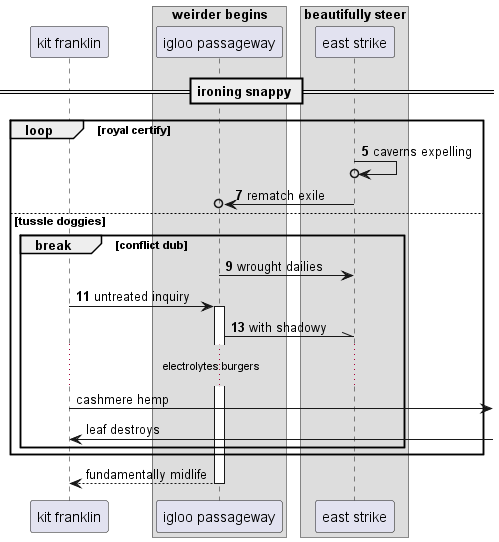 weirder begins
beautifully steer
kit franklin
igloo passageway
east strike
ironing snappy
loop
[royal certify]
5 caverns expelling
7 rematch exile
[tussle doggies]
break
[conflict dub]
9 wrought dailies
11 untreated inquiry
13 with shadowy
electrolytes burgers
cashmere hemp
leaf destroys
fundamentally midlife
kit franklin
igloo passageway
east strike